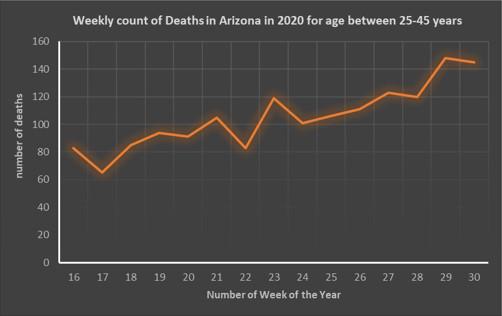 Weekly count of Deaths in Arizona in 2020 for age between 25-45 years
160
140
120
100
80
60
40
20
0
number of deaths
16 17 18 19 20 21 22 23 24 25 26 27 28 29 30
Number of Week of the Year